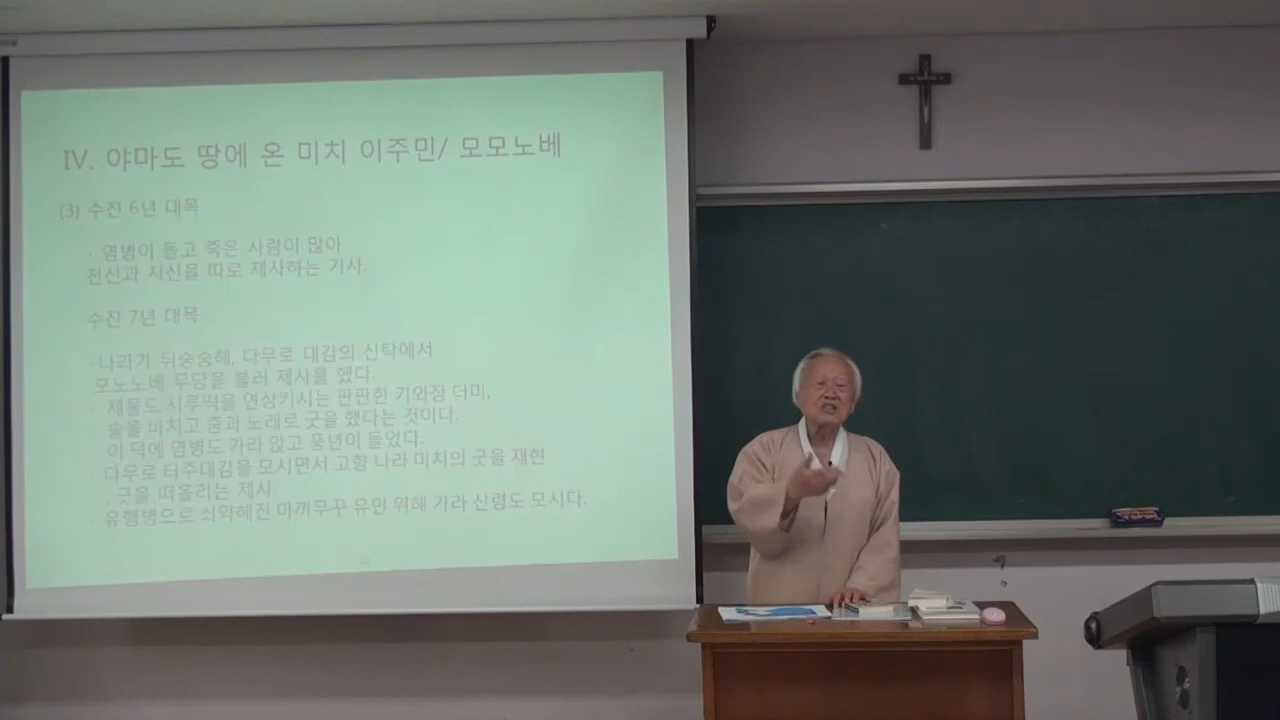 Ⅳ. 야마도 땅에 온 미치 이주민/ 모모노베
(3) 수진 6년 대목
· 염병이 돌고 죽은 사람이 많아
천신과 지신을 따로 제사하는 기사.
수진 7년 대목
· 나리가 뒤숭숭해, 다무로 대감의 신탁에서
모노노베 무당을 불러 제사를 했다.
· 제물도 시루떡을 연상키시는 판판한 기와장 더미,
술을 바치고 춤과 노래로 굿을 했다는 것이다.
이 덕에 염병도 가라 앉고 풍년이 들었다.
· 다무로 터주대감을 모시면서 고향 나라 미치의 굿을 재현
. 굿을 떠올리는 제사.
· 유행병으로 쇠약해진 마끼무꾸 유민 위해 가라 신령도 모시다.